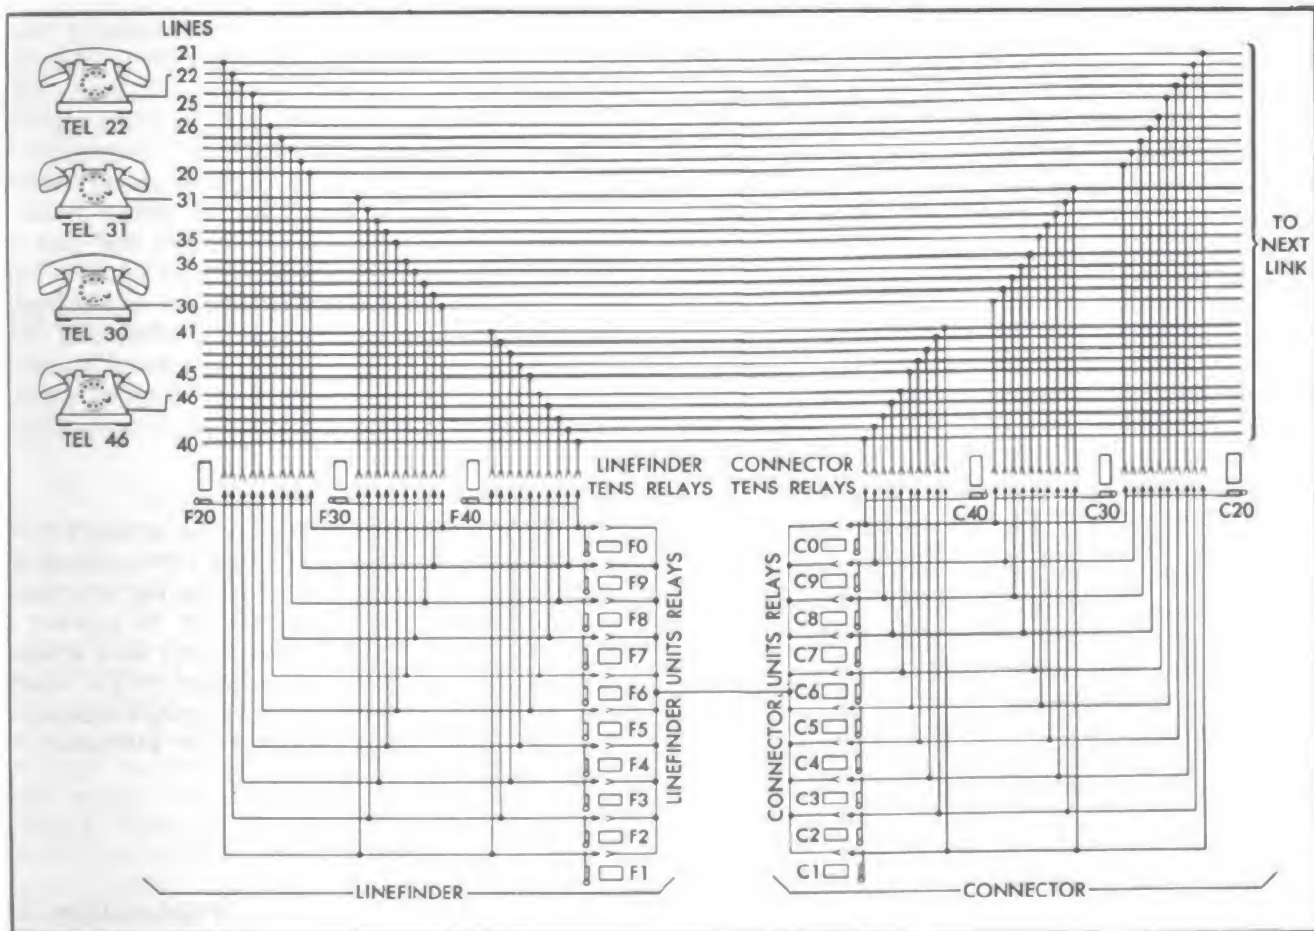 LINES
21
22
25
26
20
31
35
36
30
41
45
46
40
TEL 22
TEL 31
TEL 30
TEL 46
TO
NEXT
LINK
LINEFINDER
TENS RELAYS
CONNECTOR
TENS RELAYS
F20
F30
F40
C40
C30
C20
F0
F9
F8
F7
F6
F5
F4
F3
F2
F1
LINEFINDER UNITS RELAYS
CONNECTOR UNITS RELAYS
C0
C9
C8
C7
C6
C5
C4
C3
C2
C1
LINEFINDER
CONNECTOR